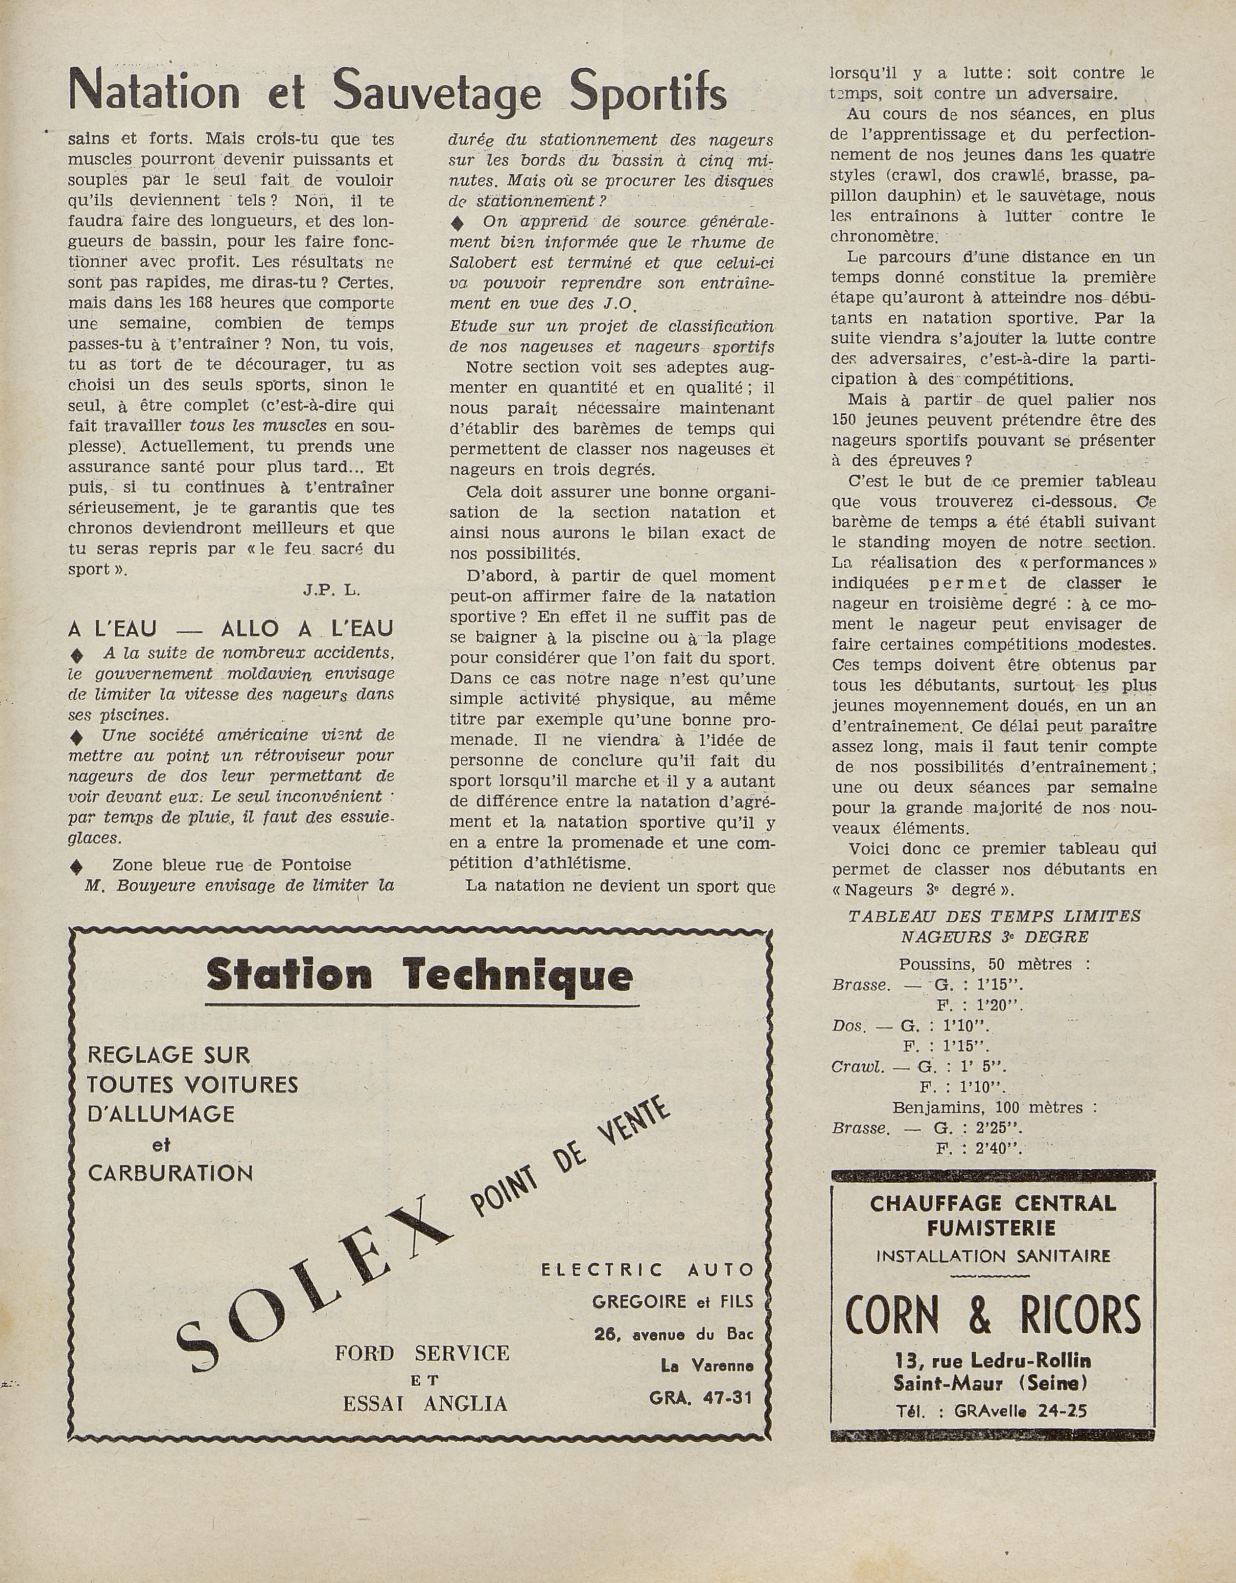 Natation et Sauvetage Sportifs
sains et forts. Mais crois-tu que tes
muscles pourront devenir puissants et
souples par le seul fait de vouloir
qu'ils deviennent tels ? Non, il te
faudra faire des longueurs, et des lon-
gueurs de bassin, pour les faire fonc-
tionner avec profit. Les résultats ne
sont pas rapides, me diras-tu ? Certes,
mais dans les 168 heures que comporte
une semaine, combien de temps
passes-tu à t'entraîner ? Non, tu vois,
tu as tort de te décourager, tu as
choisi un des seuls sports, sinon le
seul, à être complet (c'est-à-dire qui
fait travailler tous les muscles en sou-
plesse). Actuellement, tu prends une
assurance santé pour plus tard... Et
puis, si tu continues à t'entraîner
sérieusement, je te garantis que tes
chronos deviendront meilleurs et que
tu seras repris par « le feu sacré du
sport ».
J.P. L.
A L'EAU — ALLO A L'EAU
♦ A la suite de nombreux accidents,
le gouvernement moldavien envisage
de limiter la vitesse des nageurs dans
ses piscines.
♦ Une société américaine vient de
mettre au point un rétroviseur pour
nageurs de dos leur permettant de
voir devant eux. Le seul inconvénient :
par temps de pluie, il faut des essuie-
glaces.
♦ Zone bleue rue de Pontoise
M. Bouyeure envisage de limiter la
durée du stationnement des nageurs
sur les bords du bassin à cinq mi-
nutes. Mais où se procurer les disques
de stationnement ?
♦ On apprend de source générale-
ment bien informée que le rhume de
Salobert est terminé et que celui-ci
va pouvoir reprendre son entraîne-
ment en vue des J.O.
Etude sur un projet de classification
de nos nageuses et nageurs sportifs
Notre section voit ses adeptes aug-
menter en quantité et en qualité ; il
nous paraît nécessaire maintenant
d'établir des barèmes de temps qui
permettent de classer nos nageuses et
nageurs en trois degrés.
Cela doit assurer une bonne organi-
sation de la section natation et
ainsi nous aurons le bilan exact de
nos possibilités.
D'abord, à partir de quel moment
peut-on affirmer faire de la natation
sportive ? En effet il ne suffit pas de
se baigner à la piscine ou à la plage
pour considérer que l'on fait du sport.
Dans ce cas notre nage n'est qu'une
simple activité physique, au même
titre par exemple qu'une bonne pro-
menade. Il ne viendra à l'idée de
personne de conclure qu'il fait du
sport lorsqu'il marche et il y a autant
de différence entre la natation d'agré-
ment et la natation sportive qu'il y
en a entre la promenade et une com-
pétition d'athlétisme.
La natation ne devient un sport que
lorsqu'il y a lutte : soit contre le
temps, soit contre un adversaire.
Au cours de nos séances, en plus
de l'apprentissage et du perfection-
nement de nos jeunes dans les quatre
styles (crawl, dos crawlé, brasse, pa-
pillon dauphin) et le sauvetage, nous
les entraînons à lutter contre le
chronomètre.
Le parcours d'une distance en un
temps donné constitue la première
étape qu'auront à atteindre nos débu-
tants en natation sportive. Par la
suite viendra s'ajouter la lutte contre
des adversaires, c'est-à-dire la parti-
cipation à des compétitions.
Mais à partir de quel palier nos
150 jeunes peuvent prétendre être des
nageurs sportifs pouvant se présenter
à des épreuves ?
C'est le but de ce premier tableau
que vous trouverez ci-dessous. Ce
barème de temps a été établi suivant
le standing moyen de notre section.
La réalisation des « performances »
indiquées permet de classer le
nageur en troisième degré : à ce mo-
ment le nageur peut envisager de
faire certaines compétitions modestes.
Ces temps doivent être obtenus par
tous les débutants, surtout les plus
jeunes moyennement doués, en un an
d'entraînement. Ce délai peut paraître
assez long, mais il faut tenir compte
de nos possibilités d'entraînement ;
une ou deux séances par semaine
pour la grande majorité de nos nou-
veaux éléments.
Voici donc ce premier tableau qui
permet de classer nos débutants en
« Nageurs 3e degré ».
TABLEAU DES TEMPS LIMITES
NAGEURS 3e DEGRE
Poussins, 50 mètres :
Brasse. — G. : 1'15''.
F. : 1'20''.
Dos. — G. : 1'10''.
F. : 1'15''.
Crawl. — G. : 1' 5''.
F. : 1'10''.
Benjamins, 100 mètres :
Brasse. — G. : 2'25''.
F. : 2'40''.
Station Technique
REGLAGE SUR
TOUTES VOITURES
D'ALLUMAGE
et
CARBURATION
SOLEX POINT DE VENTE
FORD SERVICE
ET
ESSAI ANGLIA
ELECTRIC AUTO
GREGOIRE et FILS
26, avenue du Bac
La Varenne
GRA. 47-31
CHAUFFAGE CENTRAL
FUMISTERIE
INSTALLATION SANITAIRE
CORN & RICORS
13, rue Ledru-Rollin
Saint-Maur (Seine)
Tél. : GRAvelle 24-25